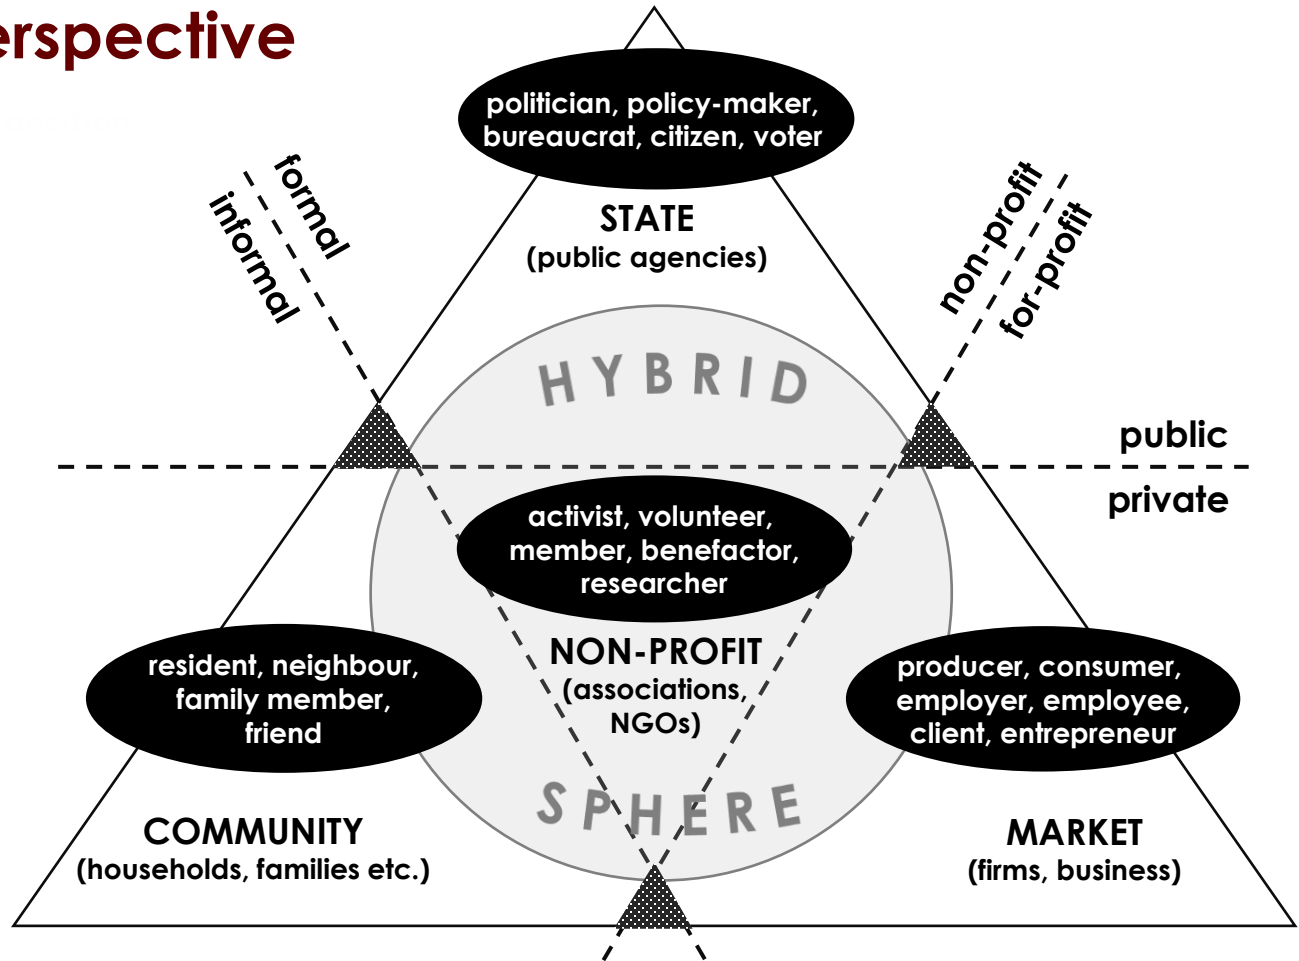 erspective
politician, policy-maker,
bureaucrat, citizen, voter
formal
informal
STATE
(public agencies)
non-profit
for-profit
HYBRID
public
private
activist, volunteer,
member, benefactor,
researcher
NON-PROFIT
(associations,
NGOs)
resident, neighbour,
family member,
friend
producer, consumer,
employer, employee,
client, entrepreneur
SPHERE
COMMUNITY
(households, families etc.)
MARKET
(firms, business)